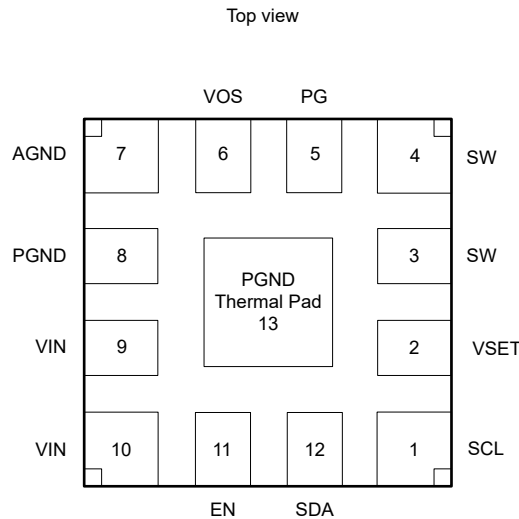 Top view
VOS PG
AGND 7 6 5 4 SW
PGND 8 3 SW
PGND
Thermal Pad
13
VIN 9 2 VSET
VIN 10 11 12 1 SCL
EN SDA